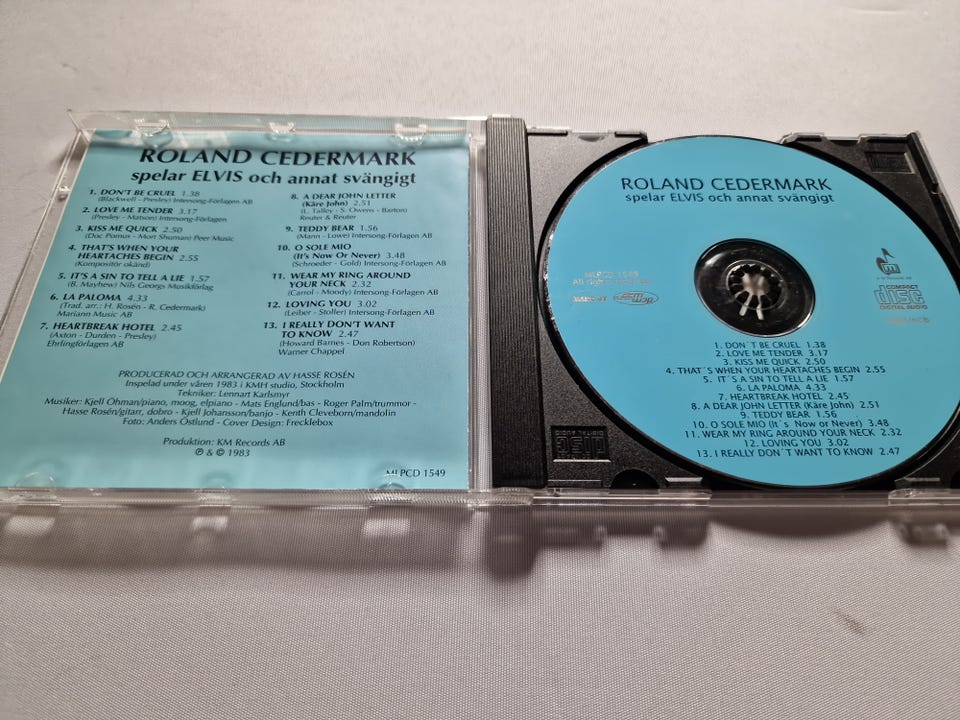 ROLAND CEDERMARK
spelar ELVIS och annat svängigt
1. DON'T BE CRUEL 1.38
(Blackwell - Presley) Intersong-Förlagen AB
2. LOVE ME TENDER 3.17
(Presley - Matson) Intersong-Förlagen
3. KISS ME QUICK 2.50
(Doc Pomus - Mort Shuman) Peer Music
4. THAT'S WHEN YOUR
HEARTACHES BEGIN 2.55
(Kompositör okänd)
5. IT'S A SIN TO TELL A LIE 1.57
(B. Mayhew) Nils Georgs Musikförlag
6. LA PALOMA 4.33
(Trad. arr: H. Rosén - R. Cedermark)
Mariann Music AB
7. HEARTBREAK HOTEL 2.45
(Axton - Durden - Presley)
Ehrlingförlagen AB
8. A DEAR JOHN LETTER
(Käre John) 2.51
(L. Talley - S. Owens - Barton)
Reuter & Reuter
9. TEDDY BEAR 1.56
(Mann - Lowe) Intersong-Förlagen AB
10. O SOLE MIO
(It's Now Or Never) 3.48
(Schroeder - Gold) Intersong-Förlagen AB
11. WEAR MY RING AROUND
YOUR NECK 2.32
(Carrol - Moody) Intersong-Förlagen AB
12. LOVING YOU 3.02
(Leiber - Stoller) Intersong-Förlagen AB
13. I REALLY DON'T WANT
TO KNOW 2.47
(Howard Barnes - Don Robertson)
Warner Chappel
PRODUCERAD OCH ARRANGERAD AV HASSE ROSÉN
Inspelad under våren 1983 i KMH studio, Stockholm
Tekniker: Lennart Karlsmyr
Musiker: Kjell Öhman/piano, moog, elpiano - Mats Englund/bas - Roger Palm/trummor -
Hasse Rosén/gitarr, dobro - Kjell Johansson/banjo - Kenth Cleveborn/mandolin
Foto: Anders Östlund - Cover Design: Frecklebox
Produktion: KM Records AB
℗ & © 1983
MLPCD 1549
ROLAND CEDERMARK
spelar ELVIS och annat svängigt
MLPCD 1549
COMPACT
disc
DIGITAL AUDIO
1. DON´T BE CRUEL 1.38
2. LOVE ME TENDER 3.17
3. KISS ME QUICK 2.50
4. THAT´S WHEN YOUR HEARTACHES BEGIN 2.55
5. IT´S A SIN TO TELL A LIE 1.57
6. LA PALOMA 4.33
7. HEARTBREAK HOTEL 2.45
8. A DEAR JOHN LETTER (Käre John) 2.51
9. TEDDY BEAR 1.56
10. O SOLE MIO (It´s Now or Never) 3.48
11. WEAR MY RING AROUND YOUR NECK 2.32
12. LOVING YOU 3.02
13. I REALLY DON´T WANT TO KNOW 2.47